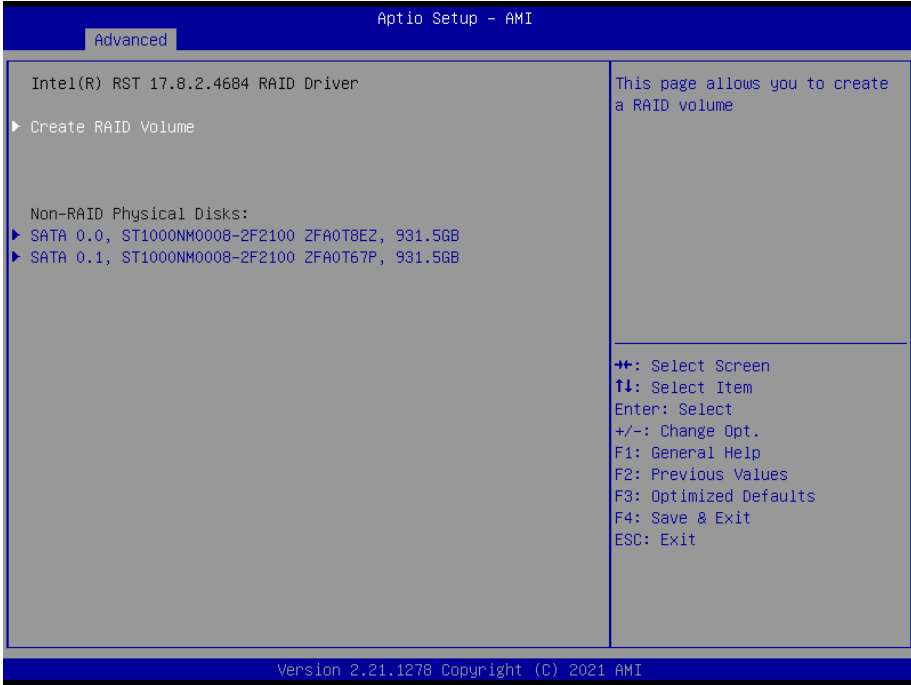 Aptio Setup – AMI
Advanced
Intel(R) RST 17.8.2.4684 RAID Driver
Create RAID Volume
Non-RAID Physical Disks:
SATA 0.0, ST1000NM0008-2F2100 ZFA0T8EZ, 931.5GB
SATA 0.1, ST1000NM0008-2F2100 ZFA0T67P, 931.5GB
This page allows you to create
a RAID volume
→←: Select Screen
↑↓: Select Item
Enter: Select
+/-: Change Opt.
F1: General Help
F2: Previous Values
F3: Optimized Defaults
F4: Save & Exit
ESC: Exit
Version 2.21.1278 Copyright (C) 2021 AMI